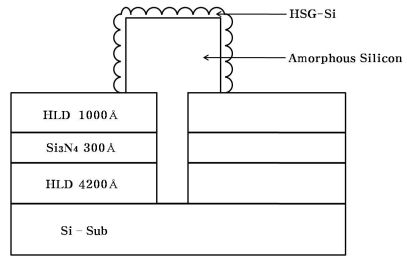 HSG-Si
Amorphous Silicon
HLD 1000Å
Si3N4 300Å
HLD 4200Å
Si - Sub